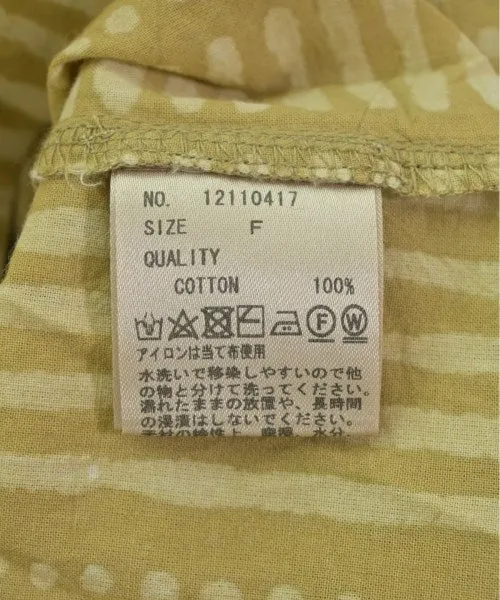 NO. 12110417
SIZE F
QUALITY
COTTON 100%
F W
アイロンは当て布使用
水洗いで移染しやすいので他
の物と分けて洗ってください。
濡れたままの放置や、長時間
の浸漬はしないでください。